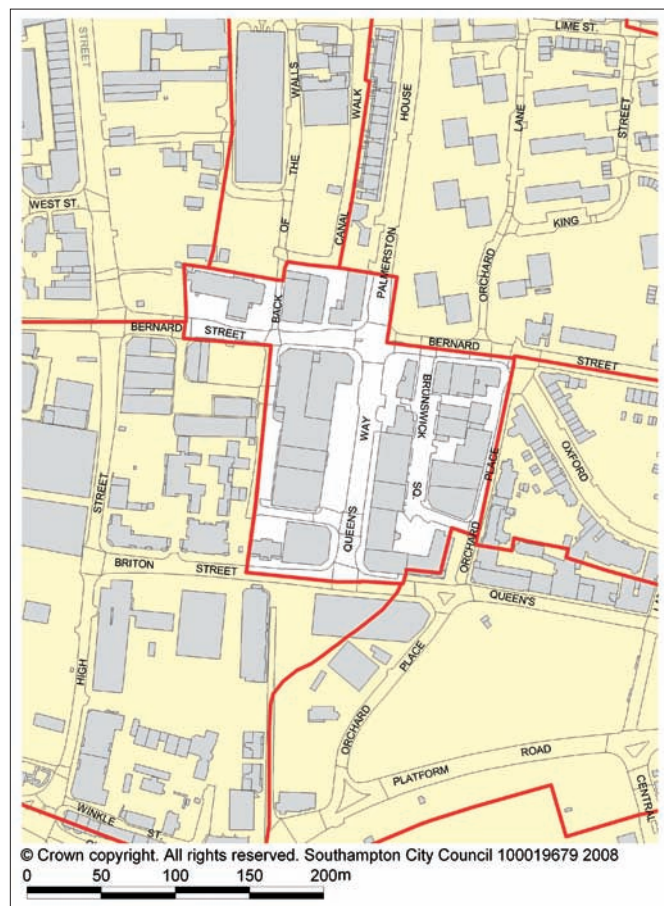 LIME ST.
STREET
THE WALLS
CANAL WALK
PALMERSTON HOUSE
LANE
STREET
WEST ST.
KING
OF
ORCHARD
BACK
BERNARD STREET
BERNARD STREET
BRUNSWICK SQ.
WAY
QUEEN'S
PLACE
OXFORD
STREET
ORCHARD
BRITON STREET
QUEEN'S
HIGH
PLACE
ORCHARD
PLATFORM ROAD
CENTRAL
WINKLE ST.
© Crown copyright. All rights reserved. Southampton City Council 100019679 2008
0 50 100 150 200m